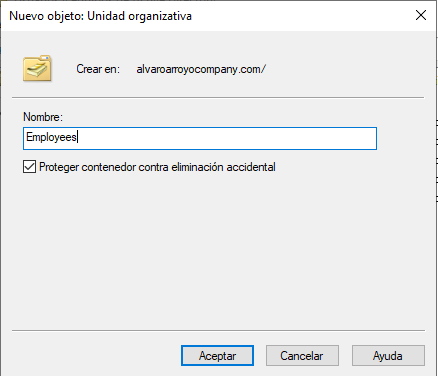 Nuevo objeto: Unidad organizativa
Crear en: alvaroarroyocompany.com/
Nombre:
Employees
Proteger contenedor contra eliminación accidental
Aceptar Cancelar Ayuda